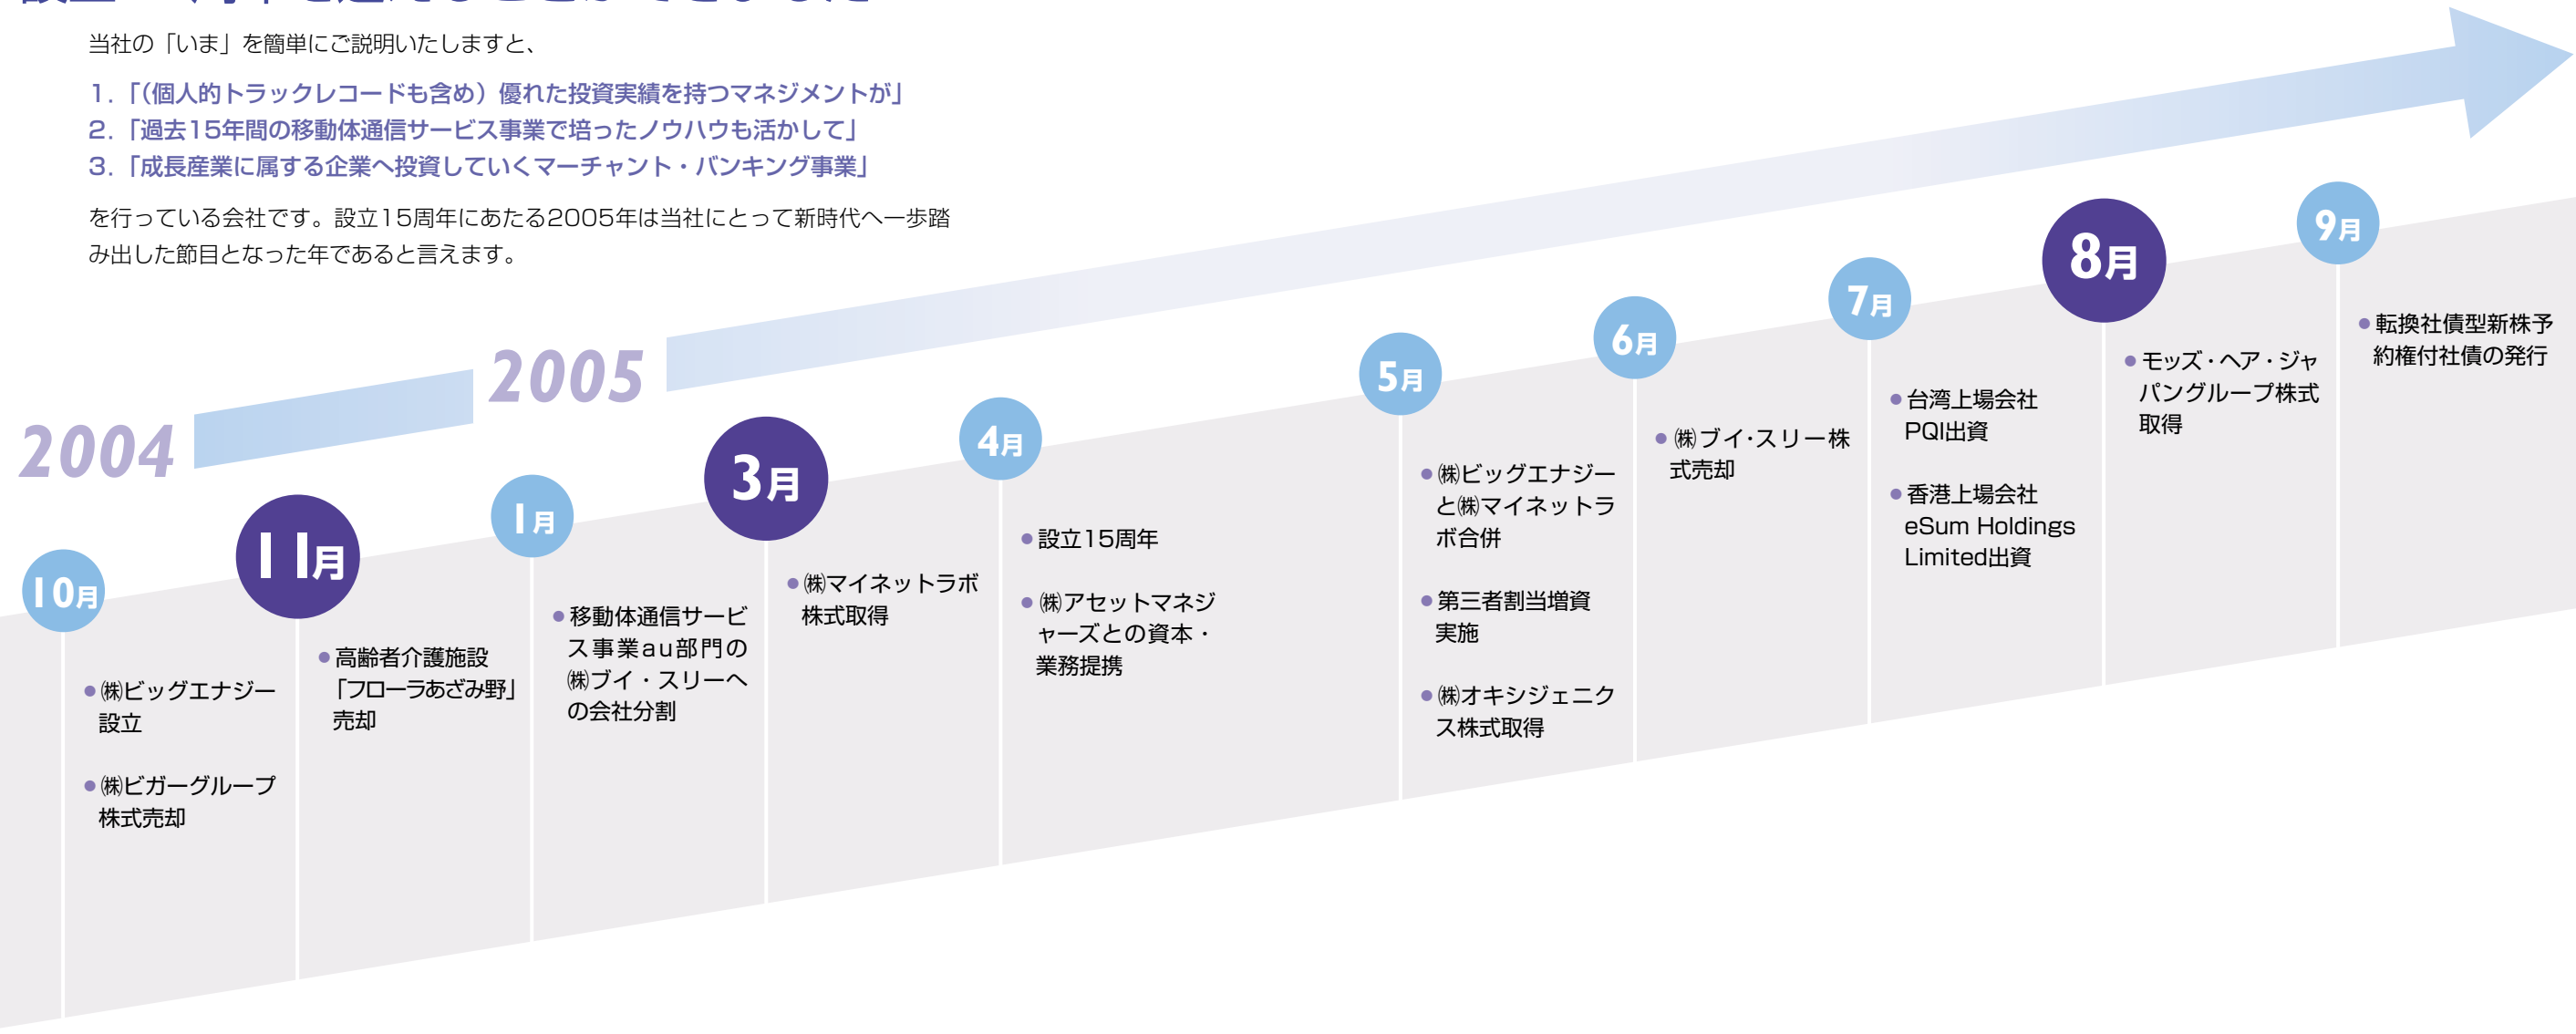 当社の「いま」を簡単にご説明いたしますと、
1.「(個人的トラックレコードも含め) 優れた投資実績を持つマネジメントが」
2.「過去15年間の移動体通信サービス事業で培ったノウハウも活かして」
3.「成長産業に属する企業へ投資していくマーチャント・バンキング事業」
を行っている会社です。設立15周年にあたる2005年は当社にとって新時代へ一歩踏
み出した節目となった年であると言えます。
2004
10月
●㈱ビッグエナジー
設立
●㈱ビガーグループ
株式売却
11月
●高齢者介護施設
「フローラあざみ野」
売却
2005
1月
●移動体通信サービ
ス事業au部門の
㈱ブイ・スリーへ
の会社分割
3月
●㈱マイネットラボ
株式取得
4月
●設立15周年
●㈱アセットマネジ
ャーズとの資本・
業務提携
5月
●㈱ビッグエナジー
と㈱マイネットラ
ボ合併
●第三者割当増資
実施
●㈱オキシジェニク
ス株式取得
6月
●㈱ブイ・スリー株
式売却
7月
●台湾上場会社
PQI出資
●香港上場会社
eSum Holdings
Limited出資
8月
●モッズ・ヘア・ジャ
パングループ株式
取得
9月
●転換社債型新株予
約権付社債の発行